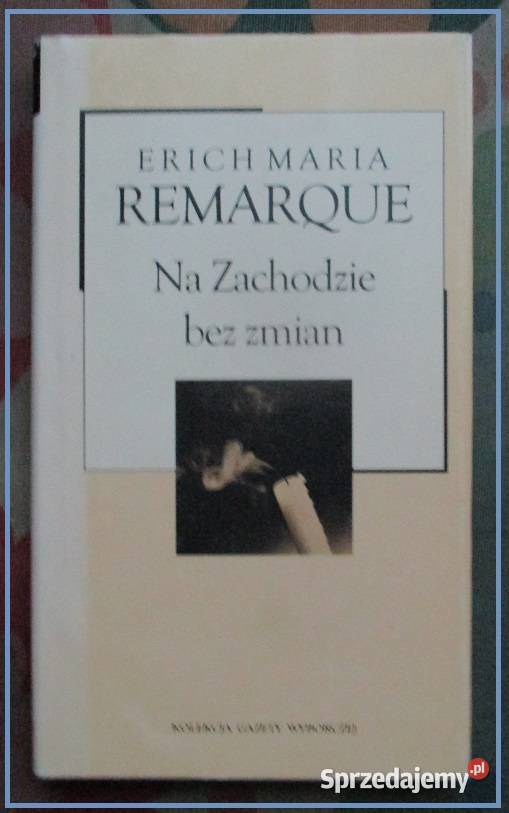 ERICH MARIA
REMARQUE
Na Zachodzie
bez zmian
KOLEKCJA GAZETY WYBORCZEJ
Sprzedajemy.pl